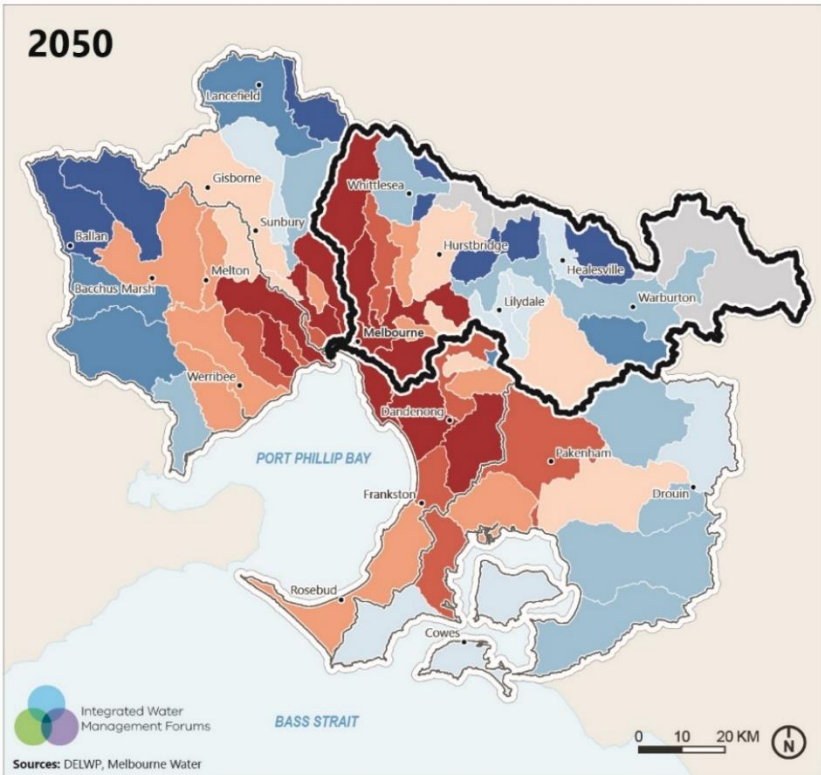 2050
Lancefield
Whittlesea
Gisborne
Sunbury
Hurstbridge
Ballan
Healesville
Melton
Bacchus Marsh
Warburton
Lilydale
Melbourne
Werribee
Dandenong
PORT PHILLIP BAY
Pakenham
Frankston
Drouin
Rosebud
Cowes
Integrated Water
Management Forums
BASS STRAIT
0 10 20 KM
N
Sources: DELWP, Melbourne Water